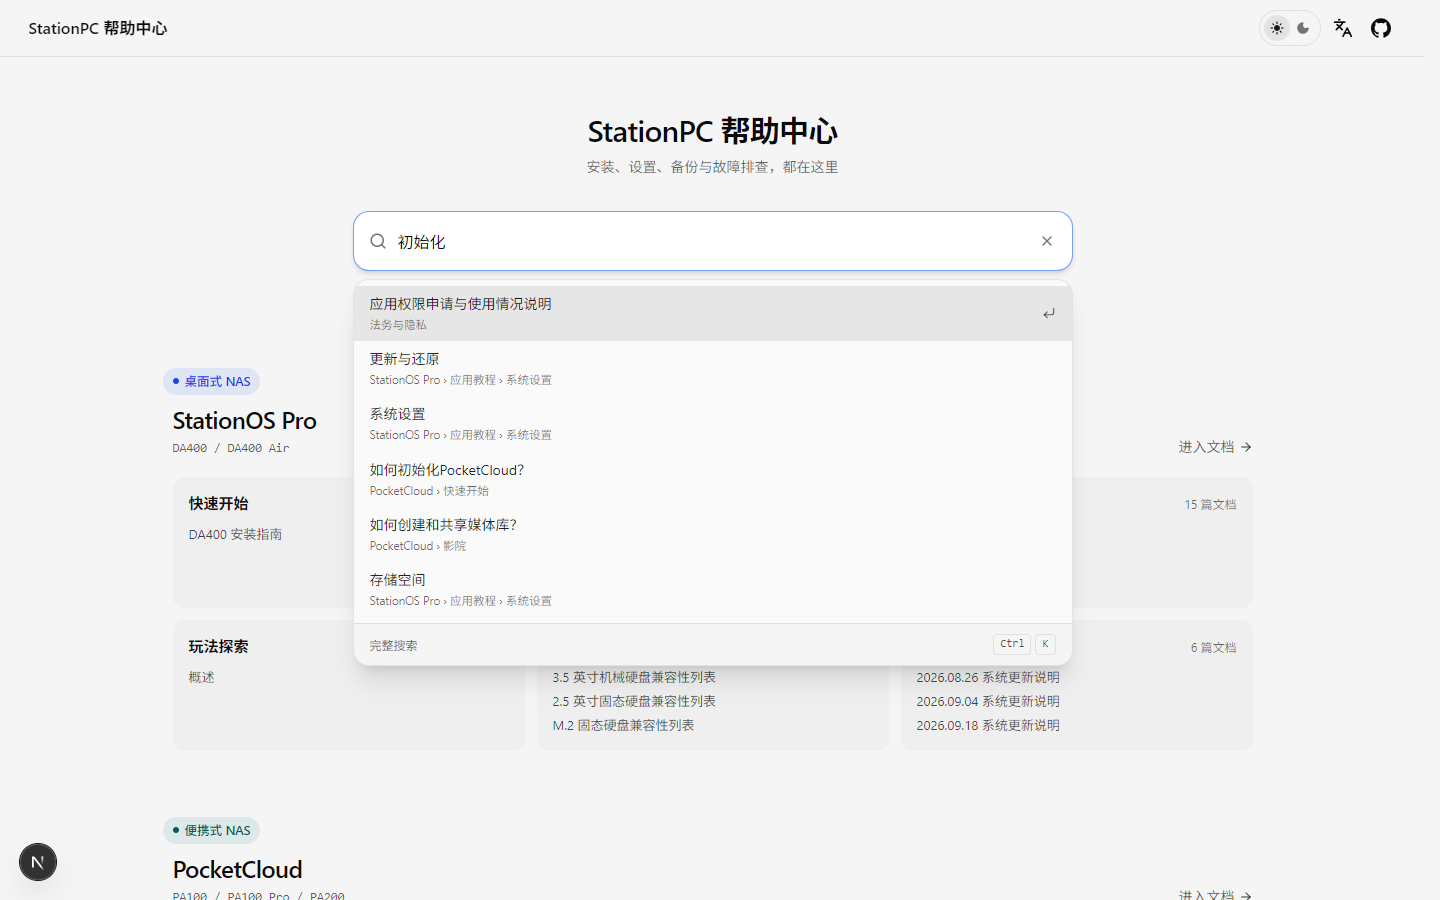 StationPC 帮助中心
StationPC 帮助中心
安装、设置、备份与故障排查，都在这里
初始化
应用权限申请与使用情况说明
法务与隐私
更新与还原
StationOS Pro › 应用教程 › 系统设置
系统设置
StationOS Pro › 应用教程 › 系统设置
如何初始化PocketCloud？
PocketCloud › 快速开始
如何创建和共享媒体库？
PocketCloud › 影院
存储空间
StationOS Pro › 应用教程 › 系统设置
完整搜索
Ctrl K
桌面式 NAS
StationOS Pro
DA400 / DA400 Air
进入文档 →
快速开始
DA400 安装指南
15 篇文档
玩法探索
概述
3.5 英寸机械硬盘兼容性列表
2.5 英寸固态硬盘兼容性列表
M.2 固态硬盘兼容性列表
6 篇文档
2026.08.26 系统更新说明
2026.09.04 系统更新说明
2026.09.18 系统更新说明
便携式 NAS
PocketCloud
PA100 / PA100 Pro / PA200
进入文档 →
N